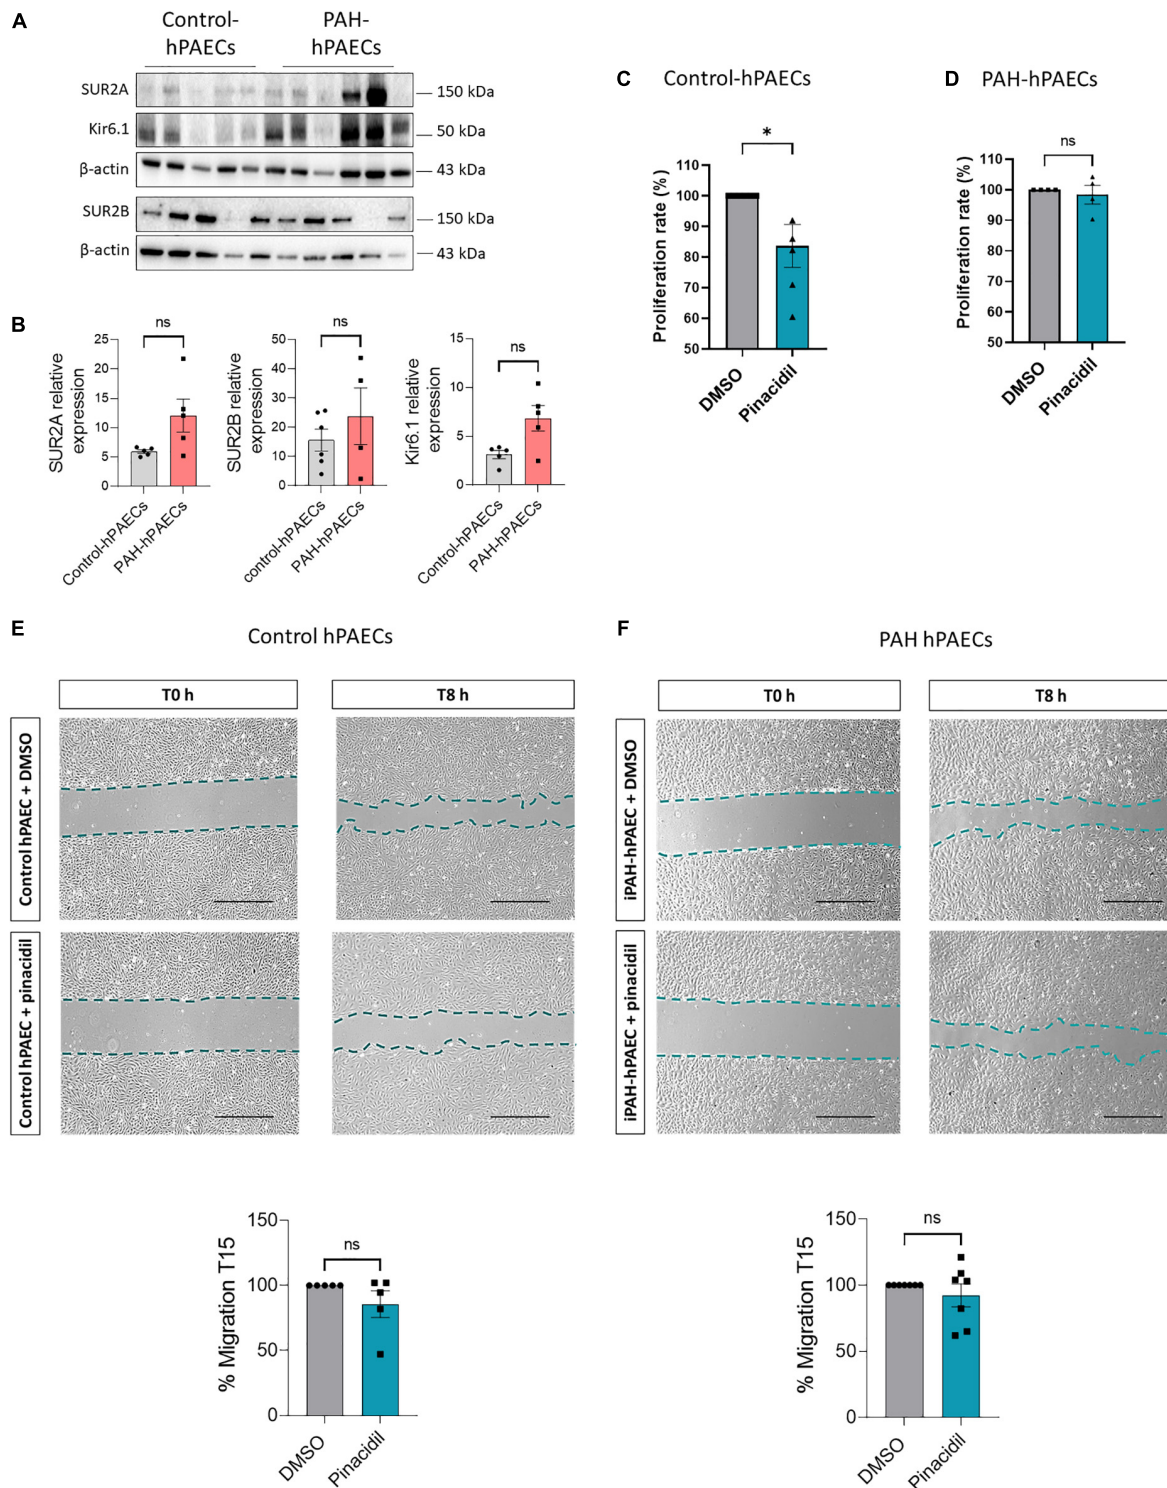 A
Control-
hPAECs
PAH-
hPAECs
SUR2A
150 kDa
Kir6.1
50 kDa
β-actin
43 kDa
SUR2B
150 kDa
β-actin
43 kDa
B
SUR2A relative
expression
25
20
15
10
5
0
ns
Control-hPAECs
PAH-hPAECs
SUR2B relative
expression
50
40
30
20
10
0
ns
control-hPAECs
PAH-hPAECs
Kir6.1 relative
expression
15
10
5
0
ns
Control-hPAECs
PAH-hPAECs
C
Control-hPAECs
Proliferation rate (%)
110
100
90
80
70
60
50
*
DMSO
Pinacidil
D
PAH-hPAECs
Proliferation rate (%)
110
100
90
80
70
60
50
ns
DMSO
Pinacidil
E
Control hPAECs
T0 h
T8 h
Control hPAEC + DMSO
Control hPAEC + pinacidil
% Migration T15
150
100
50
0
ns
DMSO
Pinacidil
F
PAH hPAECs
T0 h
T8 h
iPAH-hPAEC + DMSO
iPAH-hPAEC + pinacidil
% Migration T15
150
100
50
0
ns
DMSO
Pinacidil